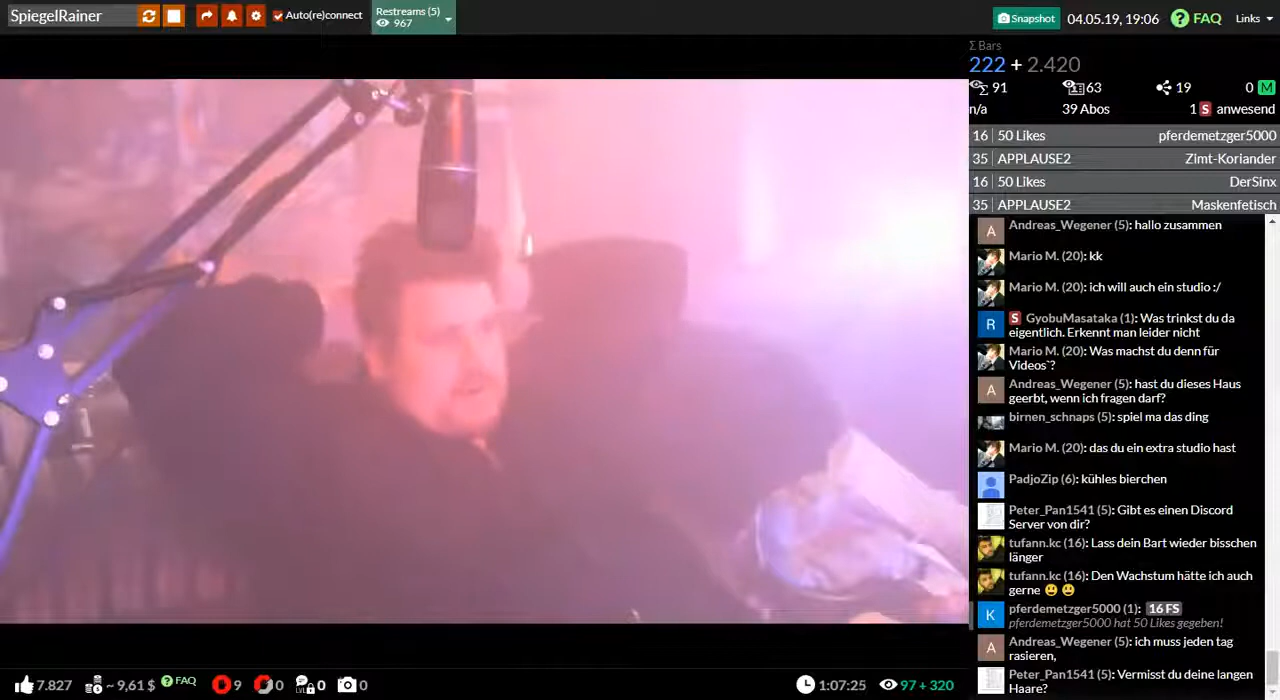 SpiegelRainer
Auto(re)connect
Restreams (5)
967
Snapshot
04.05.19, 19:06
? FAQ
Links
Σ Bars
222 + 2.420
Σ 91
63
19
0 M
n/a
39 Abos
1 S anwesend
16 50 Likes pferdemetzger5000
35 APPLAUSE2 Zimt-Koriander
16 50 Likes DerSinx
35 APPLAUSE2 Maskenfetisch
A Andreas_Wegener (5): hallo zusammen
Mario M. (20): kk
Mario M. (20): ich will auch ein studio :/
R S GyobuMasataka (1): Was trinkst du da
eigentlich. Erkennt man leider nicht
Mario M. (20): Was machst du denn für
Videos`?
A Andreas_Wegener (5): hast du dieses Haus
geerbt, wenn ich fragen darf?
birnen_schnaps (5): spiel ma das ding
Mario M. (20): das du ein extra studio hast
PadjoZip (6): kühles bierchen
Peter_Pan1541 (5): Gibt es einen Discord
Server von dir?
tufann.kc (16): Lass dein Bart wieder bisschen
länger
tufann.kc (16): Den Wachstum hätte ich auch
gerne 😃 😃
K pferdemetzger5000 (1): 16 FS
pferdemetzger5000 hat 50 Likes gegeben!
A Andreas_Wegener (5): ich muss jeden tag
rasieren,
Peter_Pan1541 (5): Vermisst du deine langen
Haare?
7.827
~ 9,61 $
? FAQ
9
0
LVL
0
0
1:07:25
97 + 320